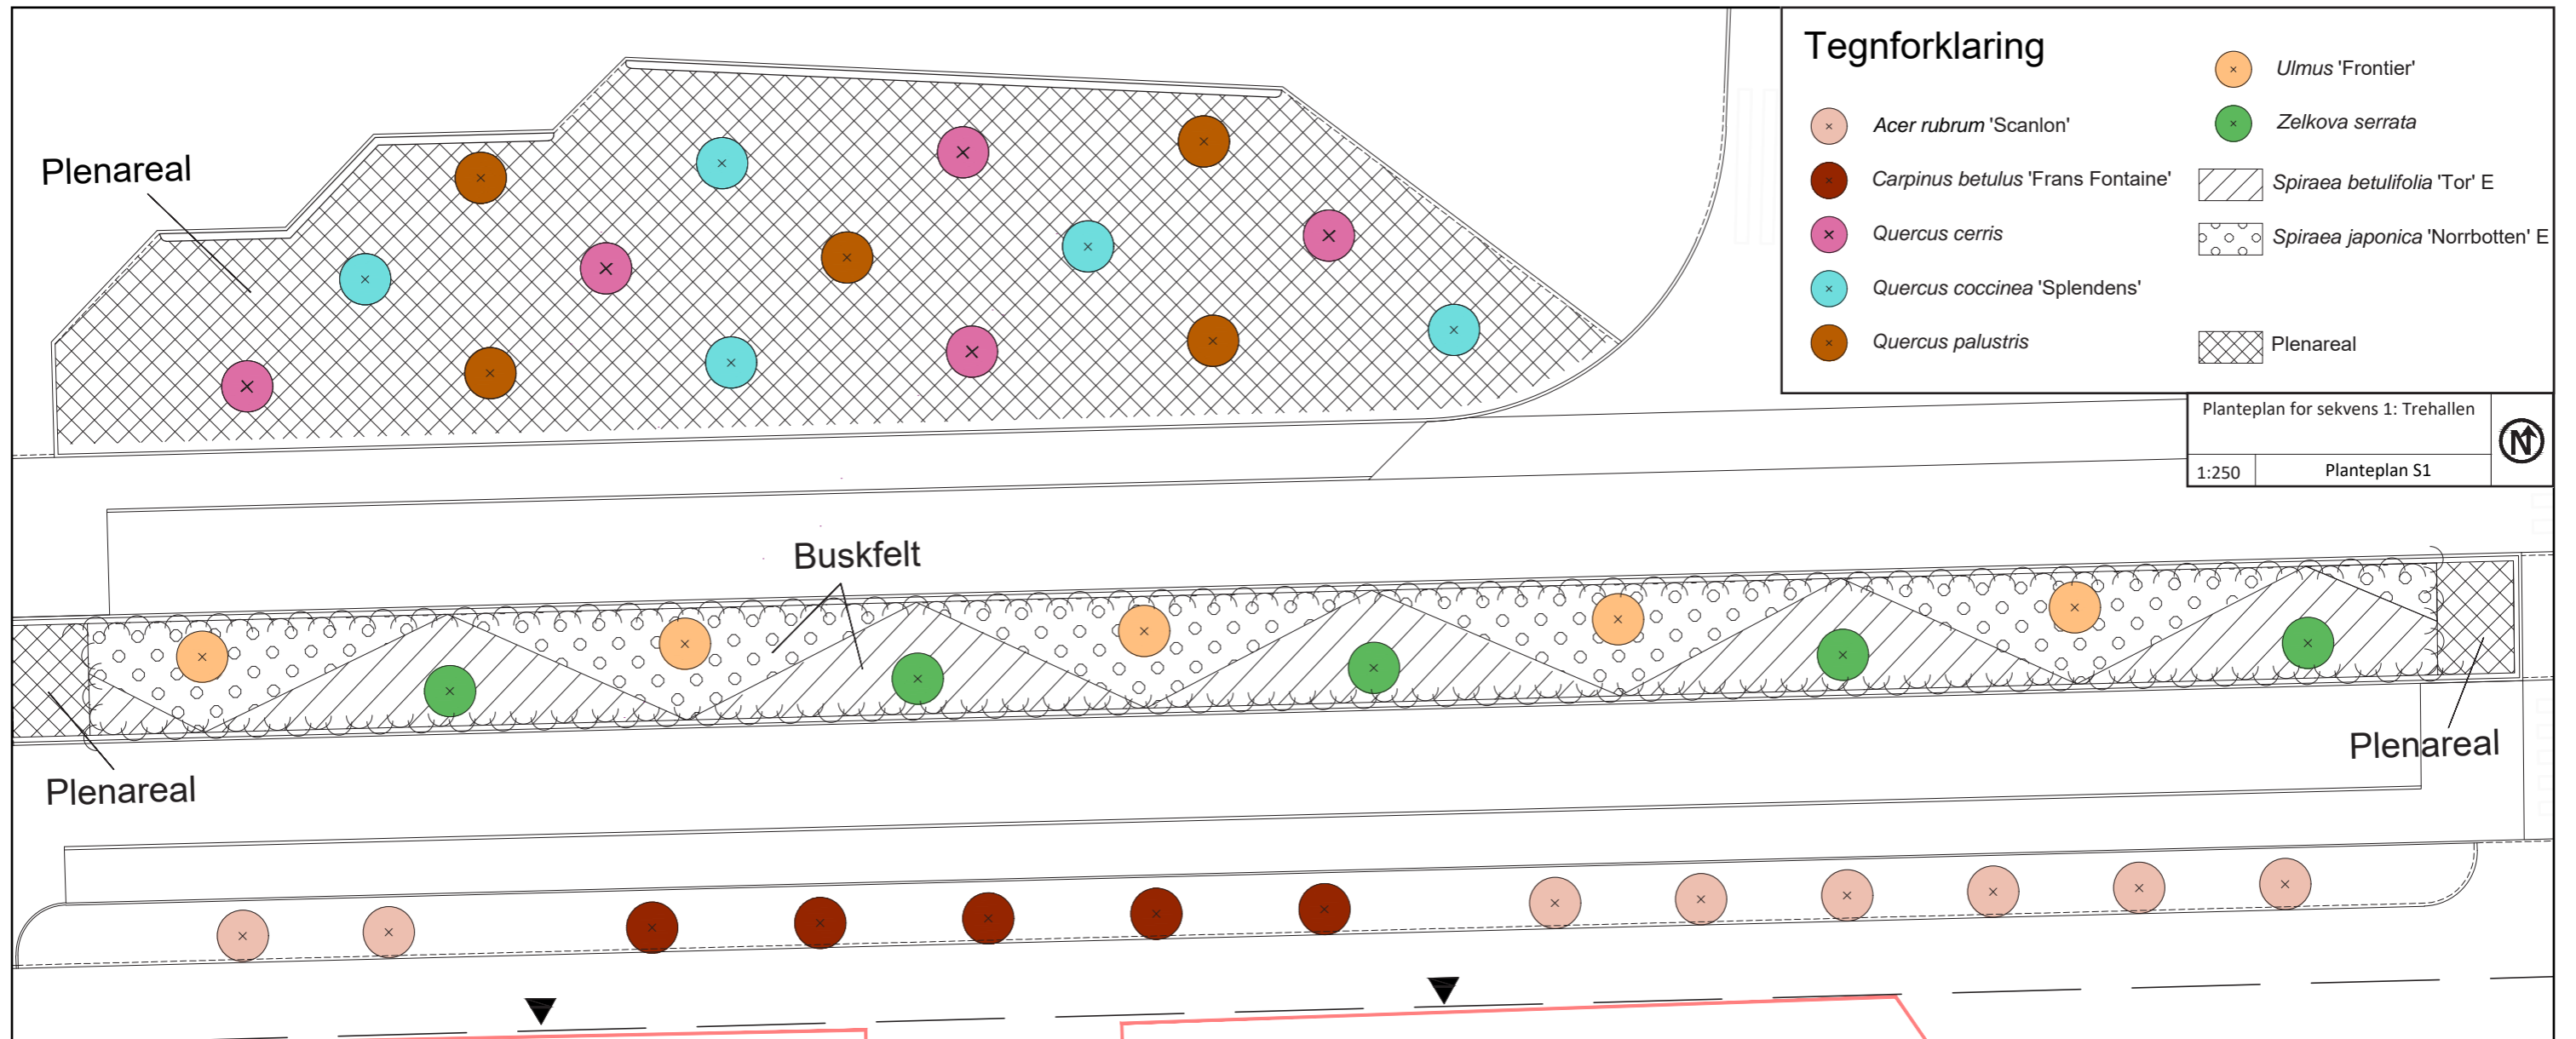 Tegnforklaring
Acer rubrum 'Scanlon'
Carpinus betulus 'Frans Fontaine'
Quercus cerris
Quercus coccinea 'Splendens'
Quercus palustris
Ulmus 'Frontier'
Zelkova serrata
Spiraea betulifolia 'Tor' E
Spiraea japonica 'Norrbotten' E
Plenareal
Planteplan for sekvens 1: Trehallen
1:250
Planteplan S1
N
Plenareal
Buskfelt
Plenareal
Plenareal